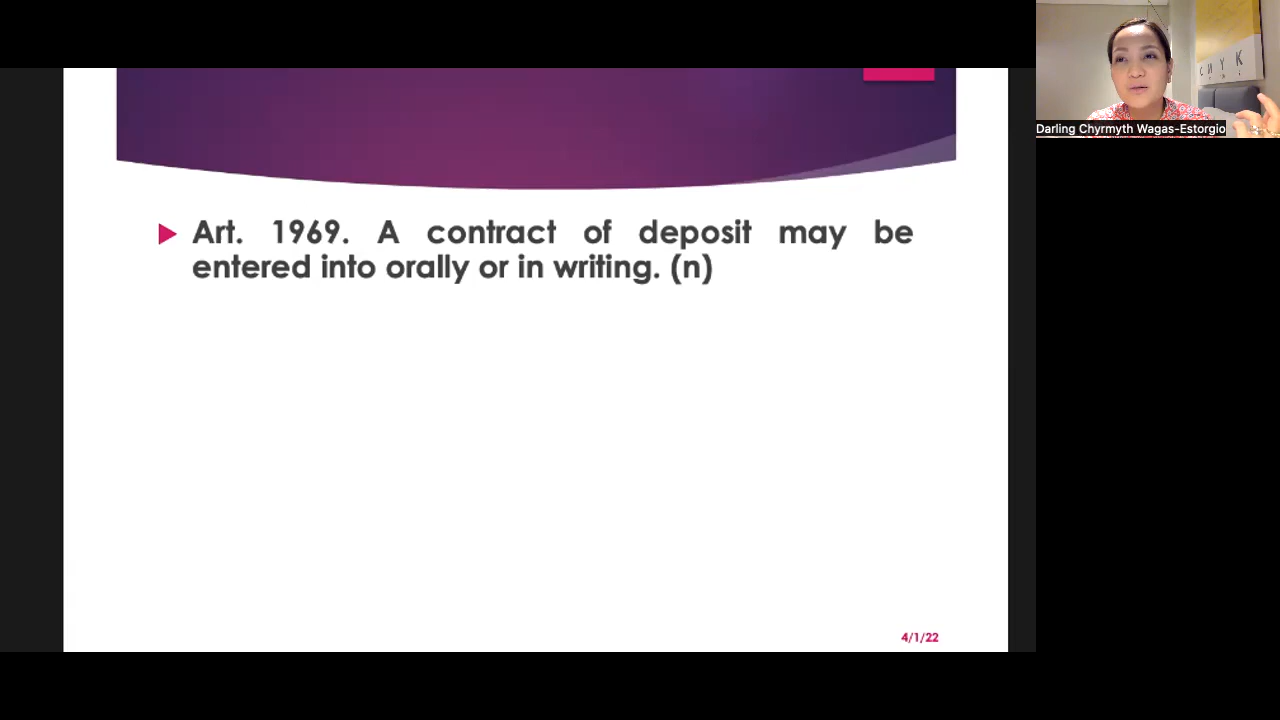 Art. 1969. A contract of deposit may be
entered into orally or in writing. (n)
4/1/22
Darling Chyrmyth Wagas-Estorgio
C H Y K